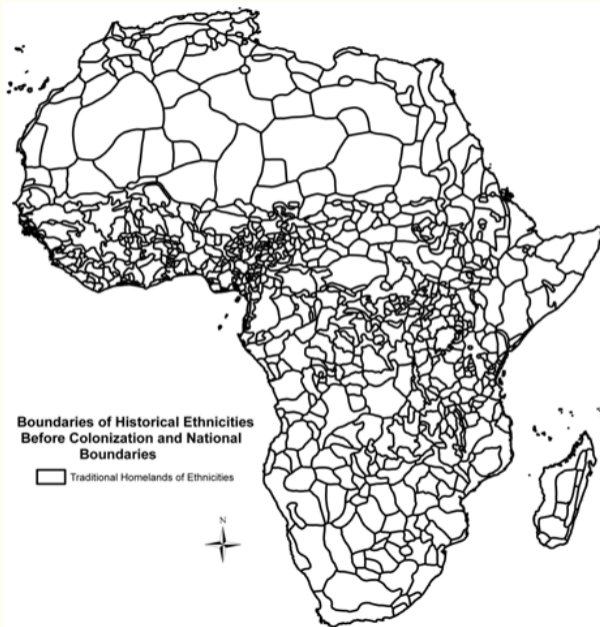 Boundaries of Historical Ethnicities
Before Colonization and National
Boundaries
Traditional Homelands of Ethnicities
N